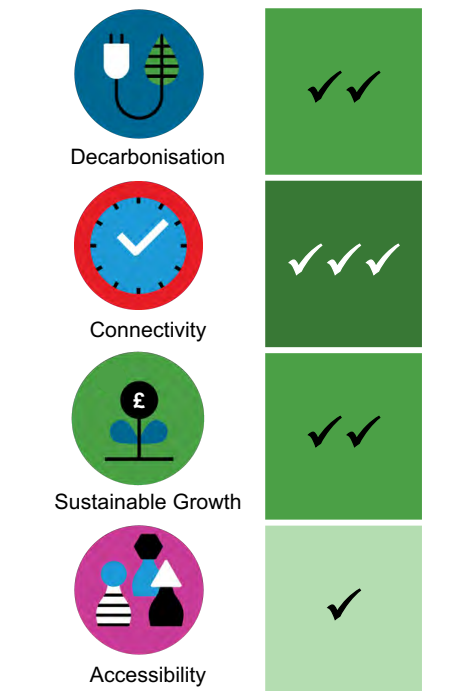 Decarbonisation
✓✓
Connectivity
✓✓✓
£
Sustainable Growth
✓✓
Accessibility
✓